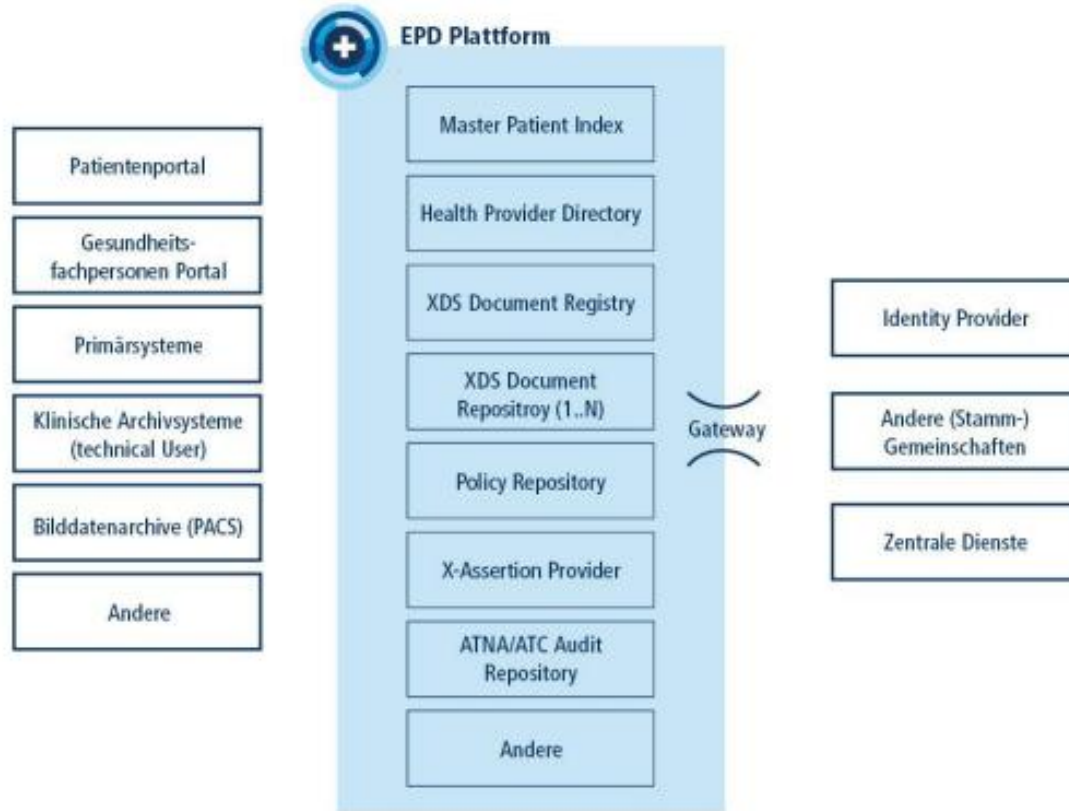 EPD Plattform
Patientenportal
Gesundheits-
fachpersonen Portal
Primärsysteme
Klinische Archivsysteme
(technical User)
Bilddatenarchive (PACS)
Andere
Master Patient Index
Health Provider Directory
XDS Document Registry
XDS Document
Repositroy (1..N)
Policy Repository
X-Assertion Provider
ATNA/ATC Audit
Repository
Andere
Gateway
Identity Provider
Andere (Stamm-)
Gemeinschaften
Zentrale Dienste